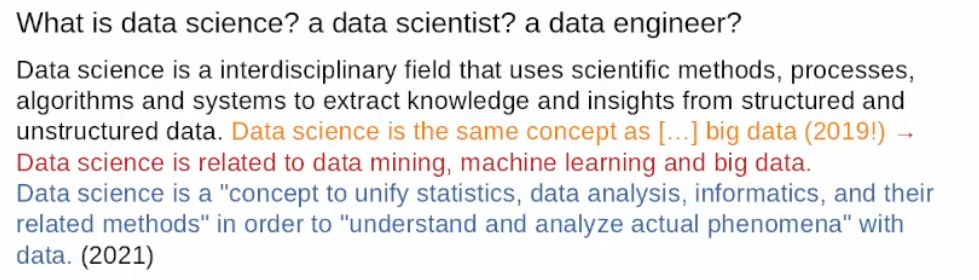 What is data science? a data scientist? a data engineer?
Data science is a interdisciplinary field that uses scientific methods, processes,
algorithms and systems to extract knowledge and insights from structured and
unstructured data. Data science is the same concept as [...] big data (2019!) →
Data science is related to data mining, machine learning and big data.
Data science is a "concept to unify statistics, data analysis, informatics, and their
related methods" in order to "understand and analyze actual phenomena" with
data. (2021)